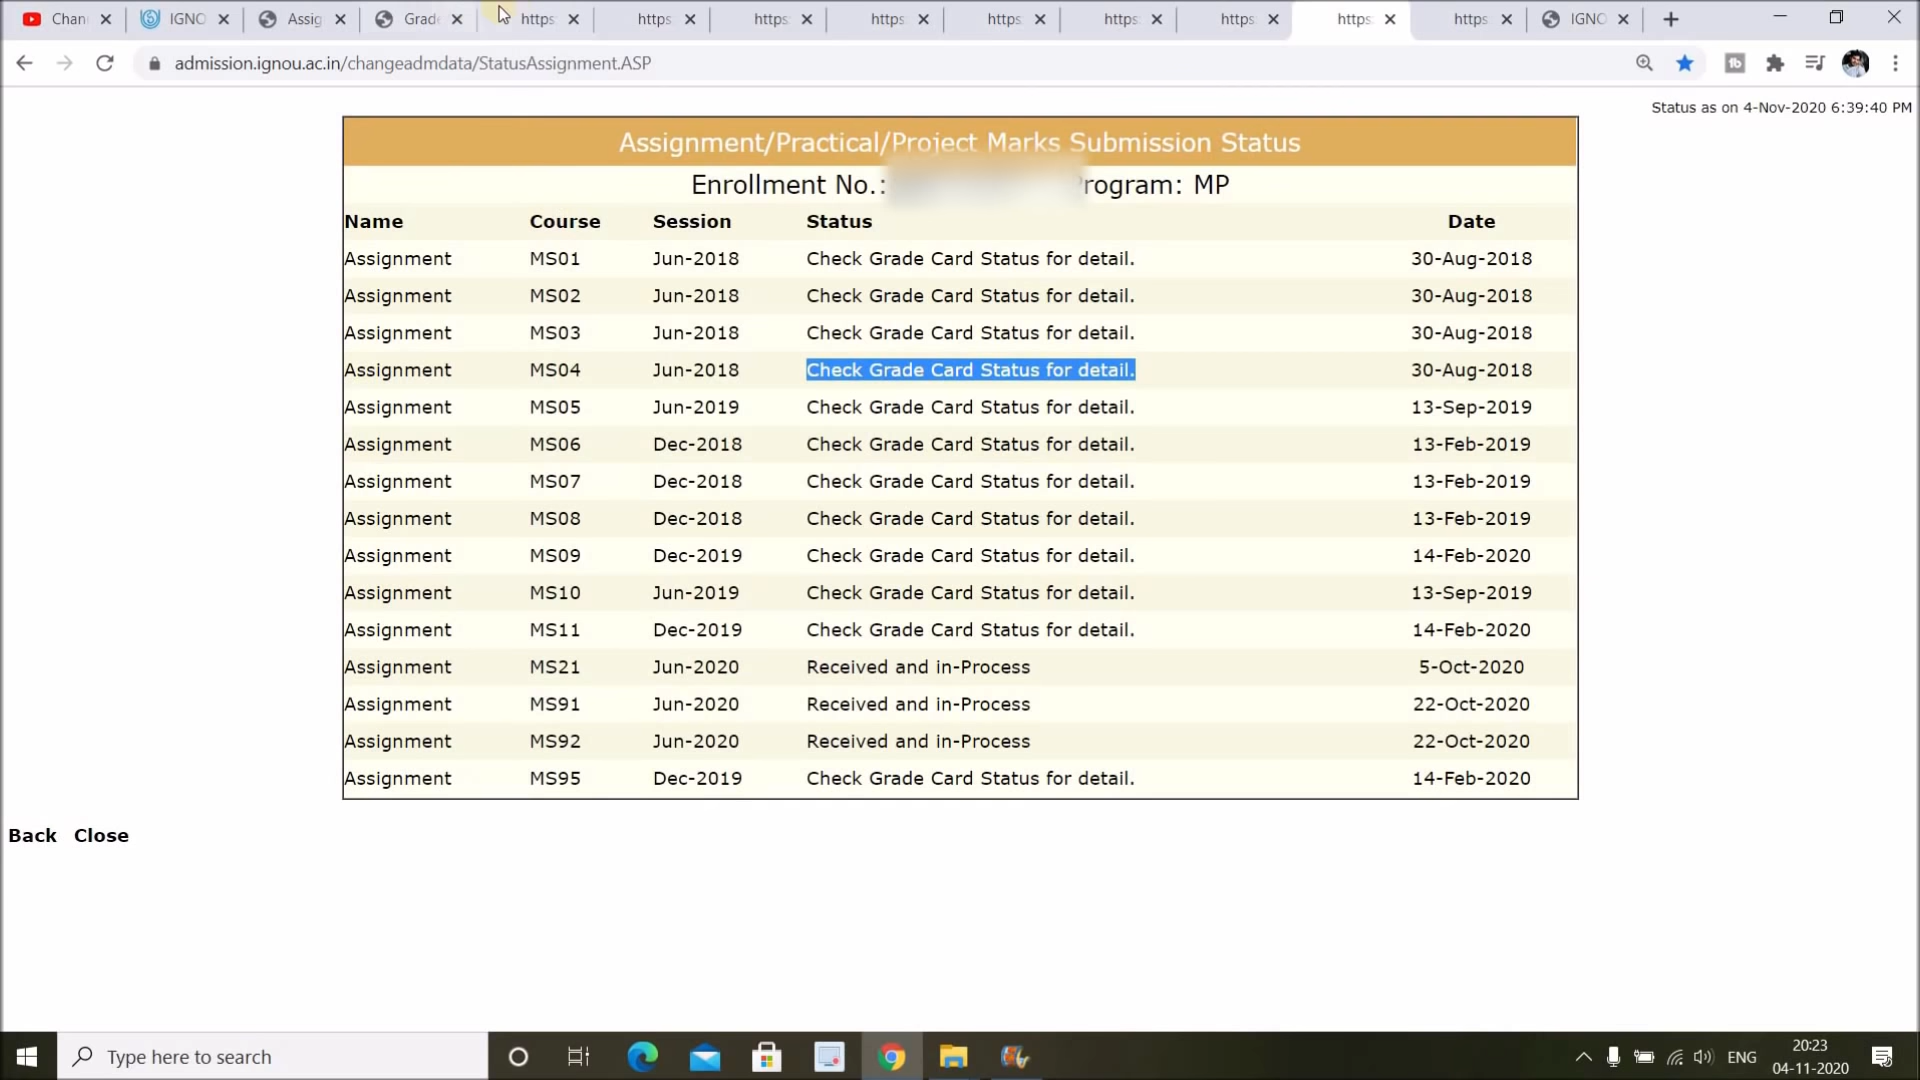 Chan
IGNO
Assig
Grade
https:
https:
https:
https:
https:
https:
https:
https:
https:
IGNO
admission.ignou.ac.in/changeadmdata/StatusAssignment.ASP
Status as on 4-Nov-2020 6:39:40 PM
Assignment/Practical/Project Marks Submission Status
Enrollment No.: Program: MP
Name Course Session Status Date
Assignment MS01 Jun-2018 Check Grade Card Status for detail. 30-Aug-2018
Assignment MS02 Jun-2018 Check Grade Card Status for detail. 30-Aug-2018
Assignment MS03 Jun-2018 Check Grade Card Status for detail. 30-Aug-2018
Assignment MS04 Jun-2018 Check Grade Card Status for detail. 30-Aug-2018
Assignment MS05 Jun-2019 Check Grade Card Status for detail. 13-Sep-2019
Assignment MS06 Dec-2018 Check Grade Card Status for detail. 13-Feb-2019
Assignment MS07 Dec-2018 Check Grade Card Status for detail. 13-Feb-2019
Assignment MS08 Dec-2018 Check Grade Card Status for detail. 13-Feb-2019
Assignment MS09 Dec-2019 Check Grade Card Status for detail. 14-Feb-2020
Assignment MS10 Jun-2019 Check Grade Card Status for detail. 13-Sep-2019
Assignment MS11 Dec-2019 Check Grade Card Status for detail. 14-Feb-2020
Assignment MS21 Jun-2020 Received and in-Process 5-Oct-2020
Assignment MS91 Jun-2020 Received and in-Process 22-Oct-2020
Assignment MS92 Jun-2020 Received and in-Process 22-Oct-2020
Assignment MS95 Dec-2019 Check Grade Card Status for detail. 14-Feb-2020
Back Close
Type here to search
ENG
20:23
04-11-2020